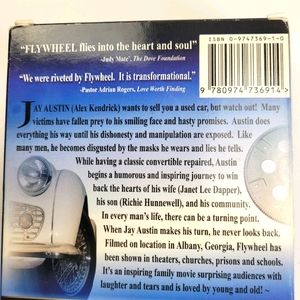 ISBN 0-9747369-1-0
“FLYWHEEL flies into the heart and soul”
-Judy Mate', The Dove Foundation
“We were riveted by Flywheel. It is transformational.”
-Pastor Adrian Rogers, Love Worth Finding
9 780974 736914 >
JAY AUSTIN (Alex Kendrick) wants to sell you a used car, but watch out! Many
victims have fallen prey to his smiling face and hasty promises. Austin does
everything his way until his dishonesty and manipulation are exposed. Like
many men, he becomes disgusted by the masks he wears and lies he tells.
While having a classic convertible repaired, Austin
begins a humorous and inspiring journey to win
back the hearts of his wife (Janet Lee Dapper),
his son (Richie Hunnewell), and his community.
In every man's life, there can be a turning point.
When Jay Austin makes his turn, he never looks back.
Filmed on location in Albany, Georgia, Flywheel has
been shown in theaters, churches, prisons and schools.
It's an inspiring family movie surprising audiences with
laughter and tears and is loved by young and old! ~